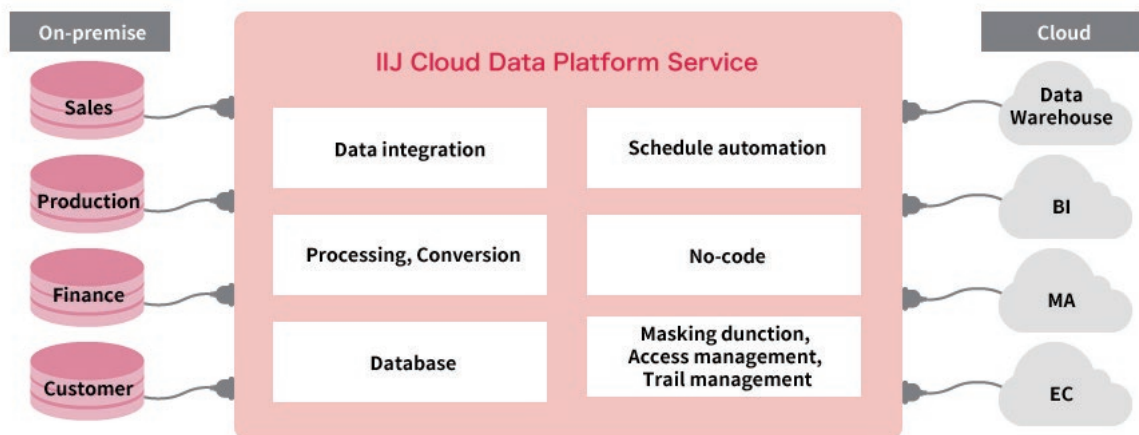 On-premise
Sales
Production
Finance
Customer
IIJ Cloud Data Platform Service
Data integration
Schedule automation
Processing, Conversion
No-code
Database
Masking dunction,
Access management,
Trail management
Cloud
Data
Warehouse
BI
MA
EC